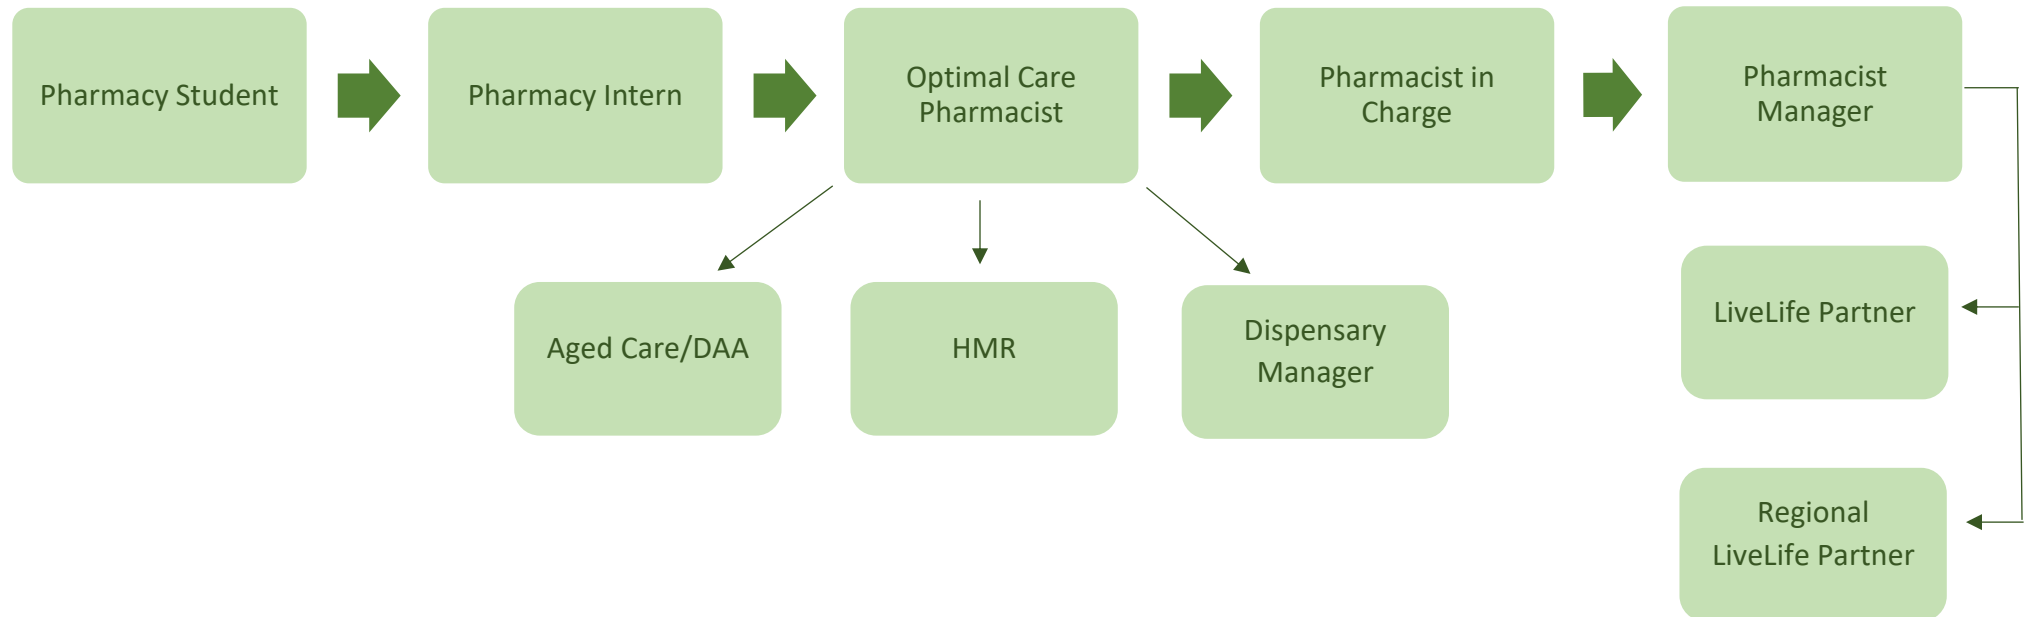 Pharmacy Student
Pharmacy Intern
Optimal Care
Pharmacist
Pharmacist in
Charge
Pharmacist
Manager
Aged Care/DAA
HMR
Dispensary
Manager
LiveLife Partner
Regional
LiveLife Partner